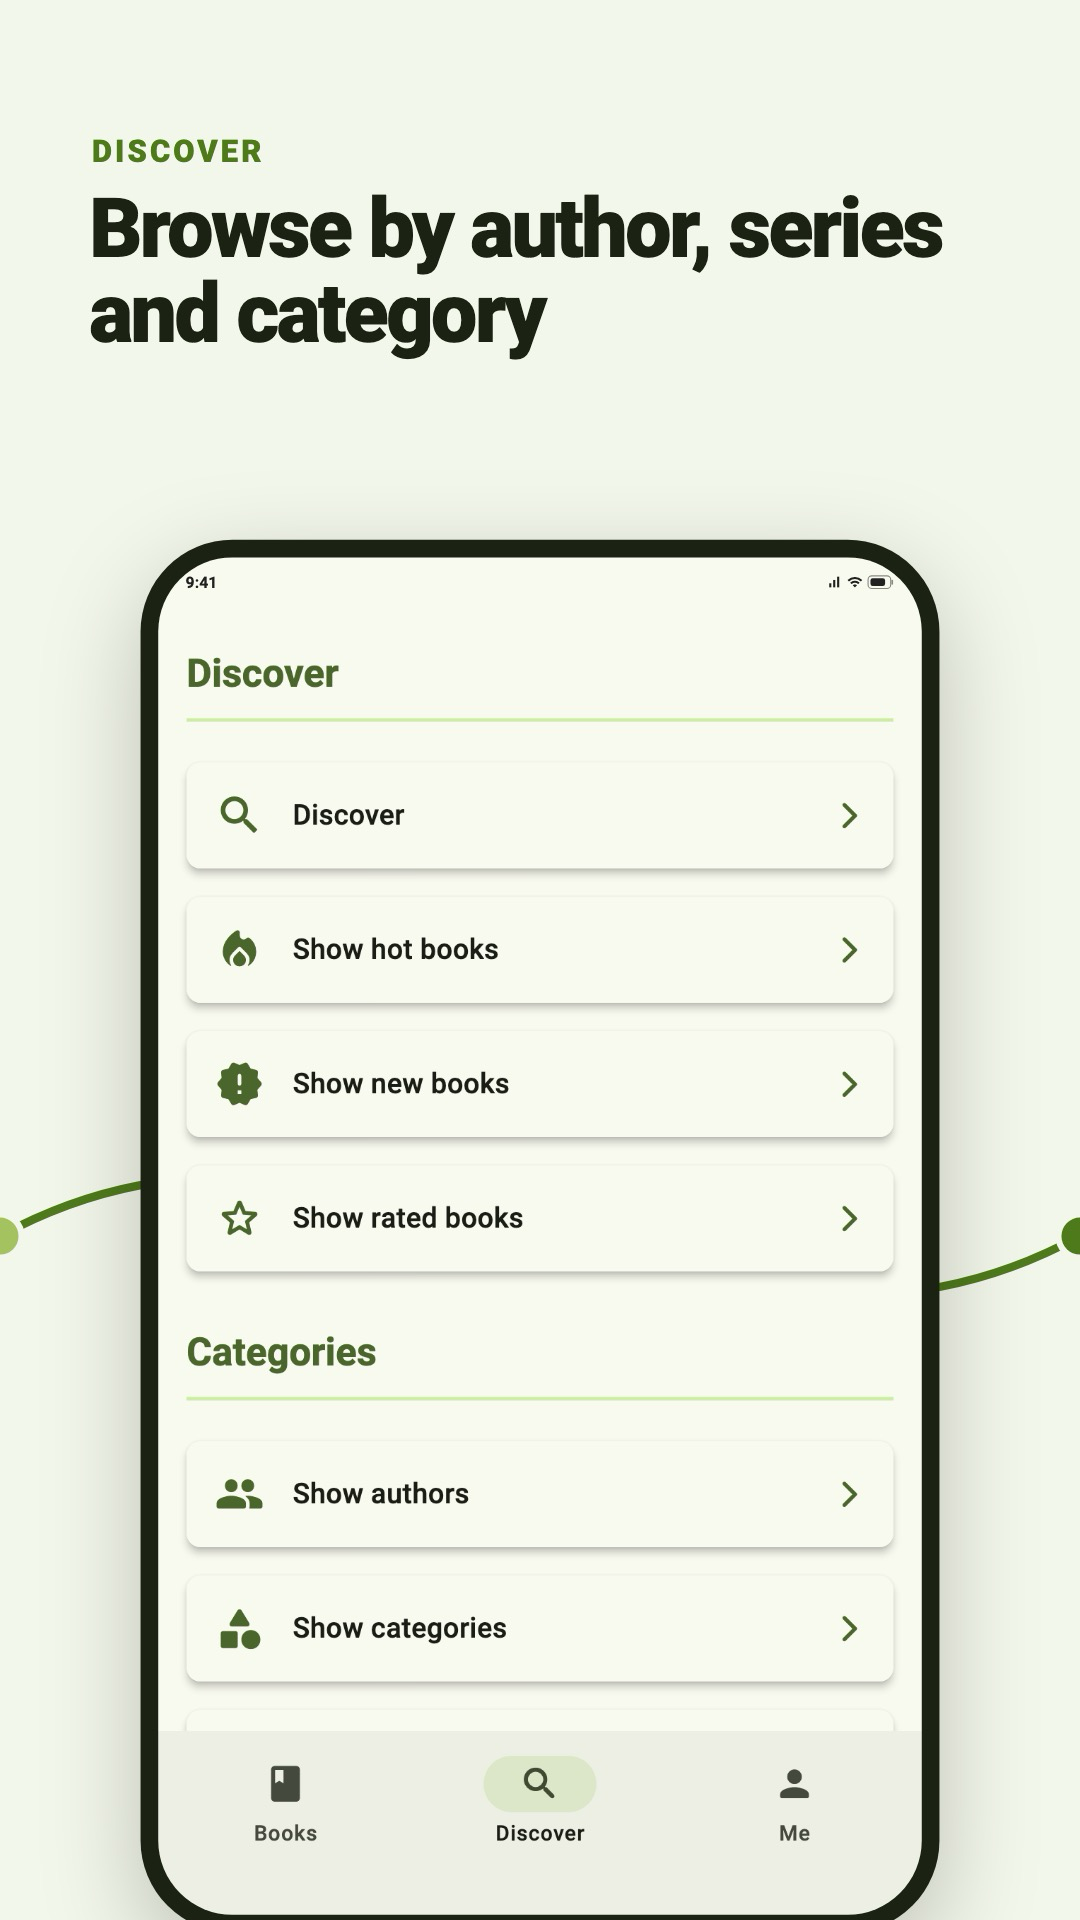 DISCOVER
Browse by author, series
and category
9:41
Discover
Discover
Show hot books
Show new books
Show rated books
Categories
Show authors
Show categories
Books
Discover
Me